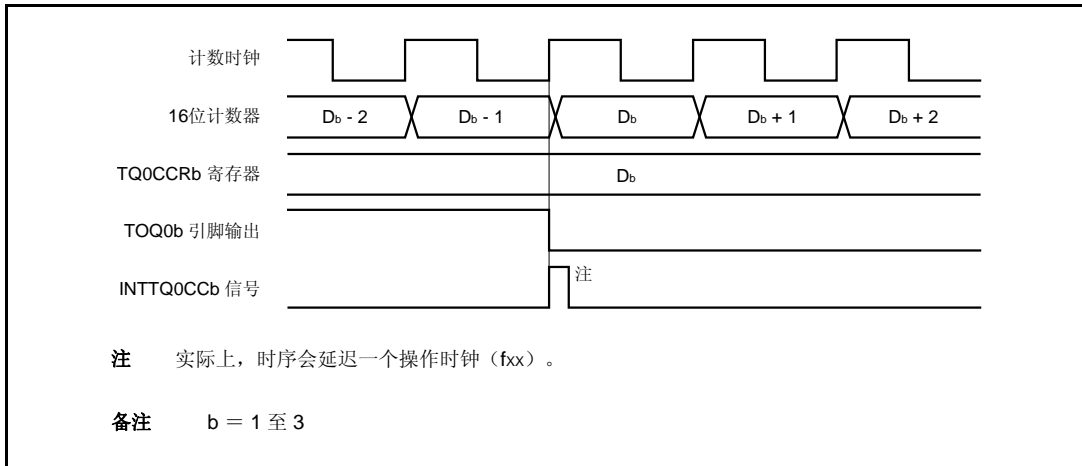 计数时钟
16位计数器 Db - 2 Db - 1 Db Db + 1 Db + 2
TQ0CCRb 寄存器 Db
TOQ0b 引脚输出
INTTQ0CCb 信号 注
注 实际上，时序会延迟一个操作时钟（fxx）。
备注 b = 1 至 3